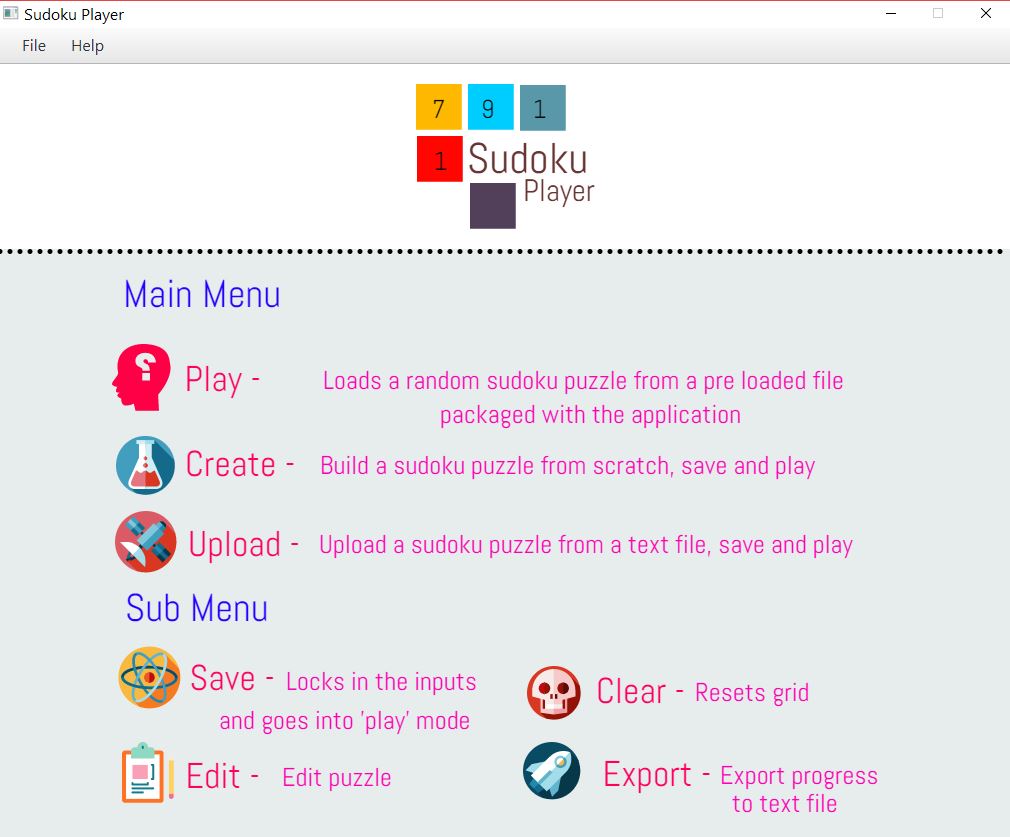 Sudoku Player
File Help
7 9 1
1 Sudoku
Player
Main Menu
Play - Loads a random sudoku puzzle from a pre loaded file
packaged with the application
Create - Build a sudoku puzzle from scratch, save and play
Upload - Upload a sudoku puzzle from a text file, save and play
Sub Menu
Save - Locks in the inputs
and goes into 'play' mode
Clear - Resets grid
Edit - Edit puzzle
Export - Export progress
to text file